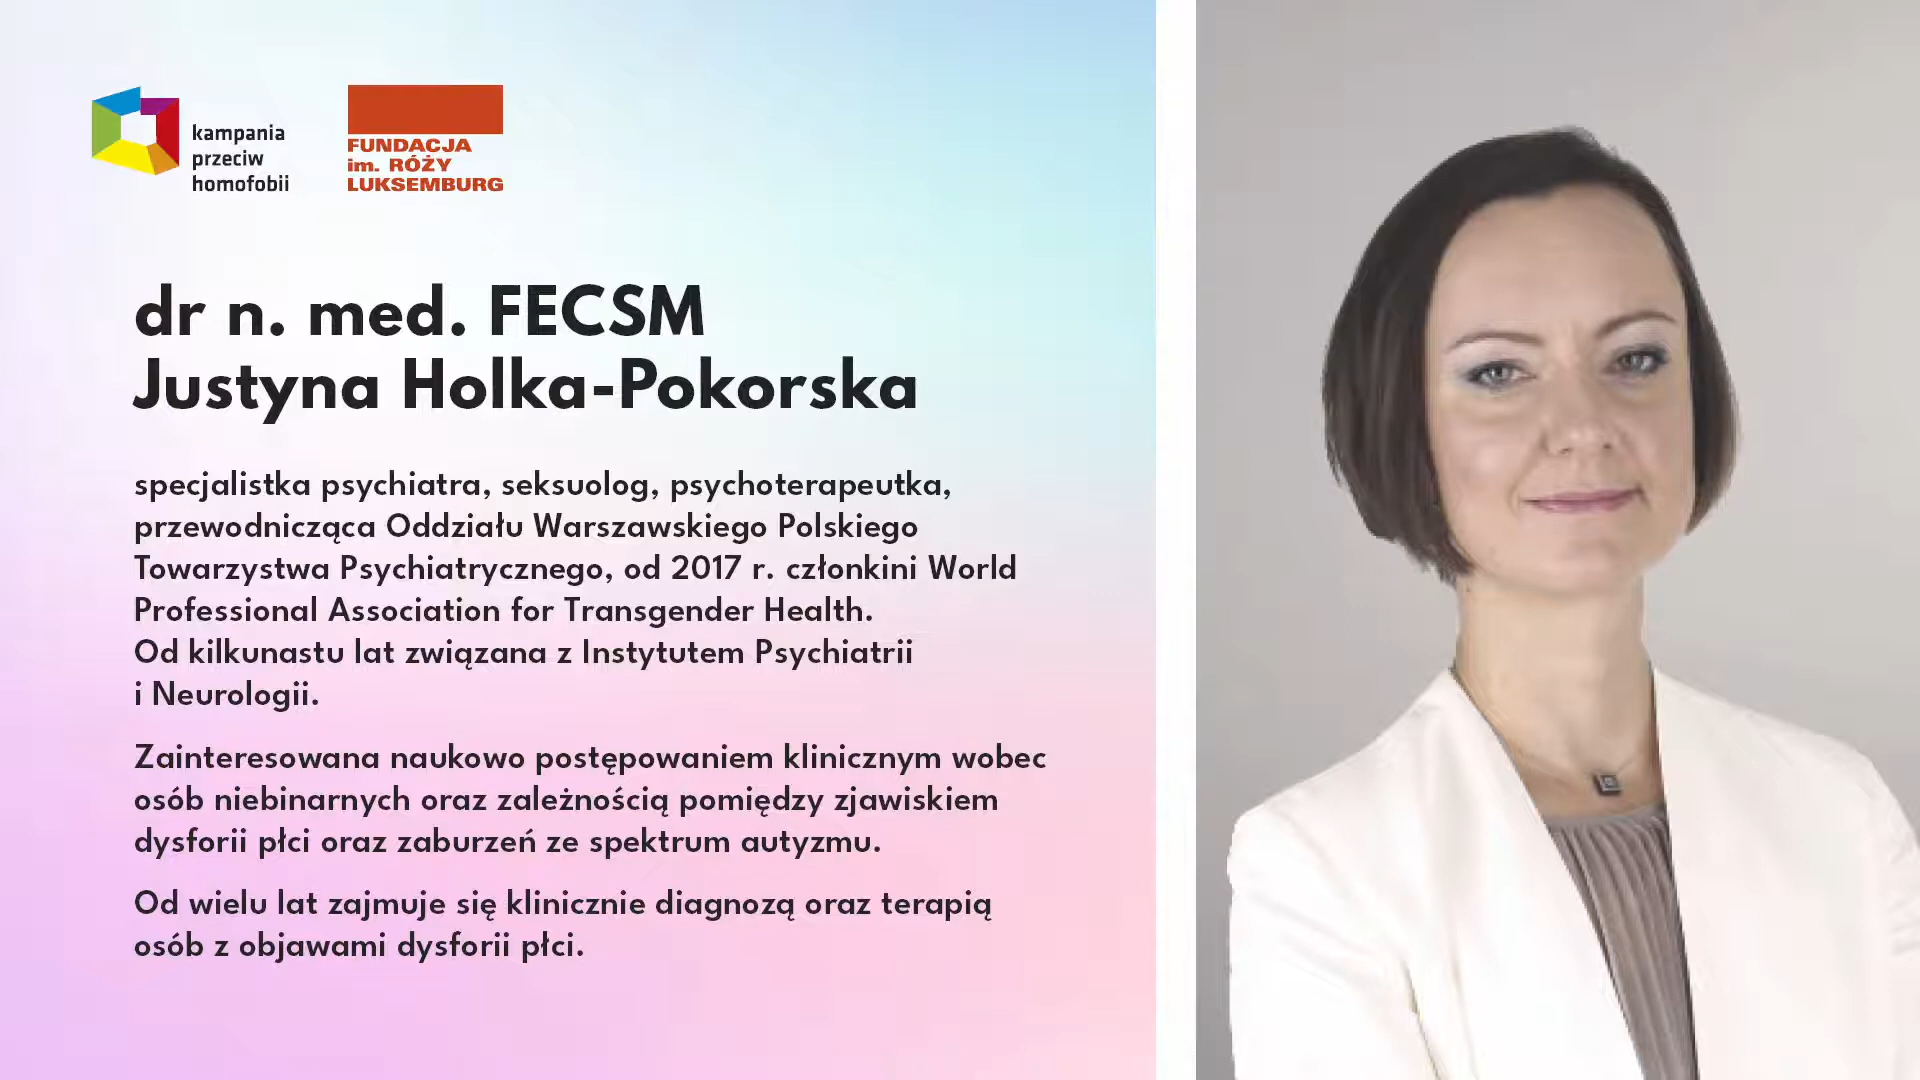 kampania
przeciw
homofobii
FUNDACJA
im. RÓŻY
LUKSEMBURG
dr n. med. FECSM
Justyna Holka-Pokorska
specjalistka psychiatra, seksuolog, psychoterapeutka,
przewodnicząca Oddziału Warszawskiego Polskiego
Towarzystwa Psychiatrycznego, od 2017 r. członkini World
Professional Association for Transgender Health.
Od kilkunastu lat związana z Instytutem Psychiatrii
i Neurologii.
Zainteresowana naukowo postępowaniem klinicznym wobec
osób niebinarnych oraz zależnością pomiędzy zjawiskiem
dysforii płci oraz zaburzeń ze spektrum autyzmu.
Od wielu lat zajmuje się klinicznie diagnozą oraz terapią
osób z objawami dysforii płci.